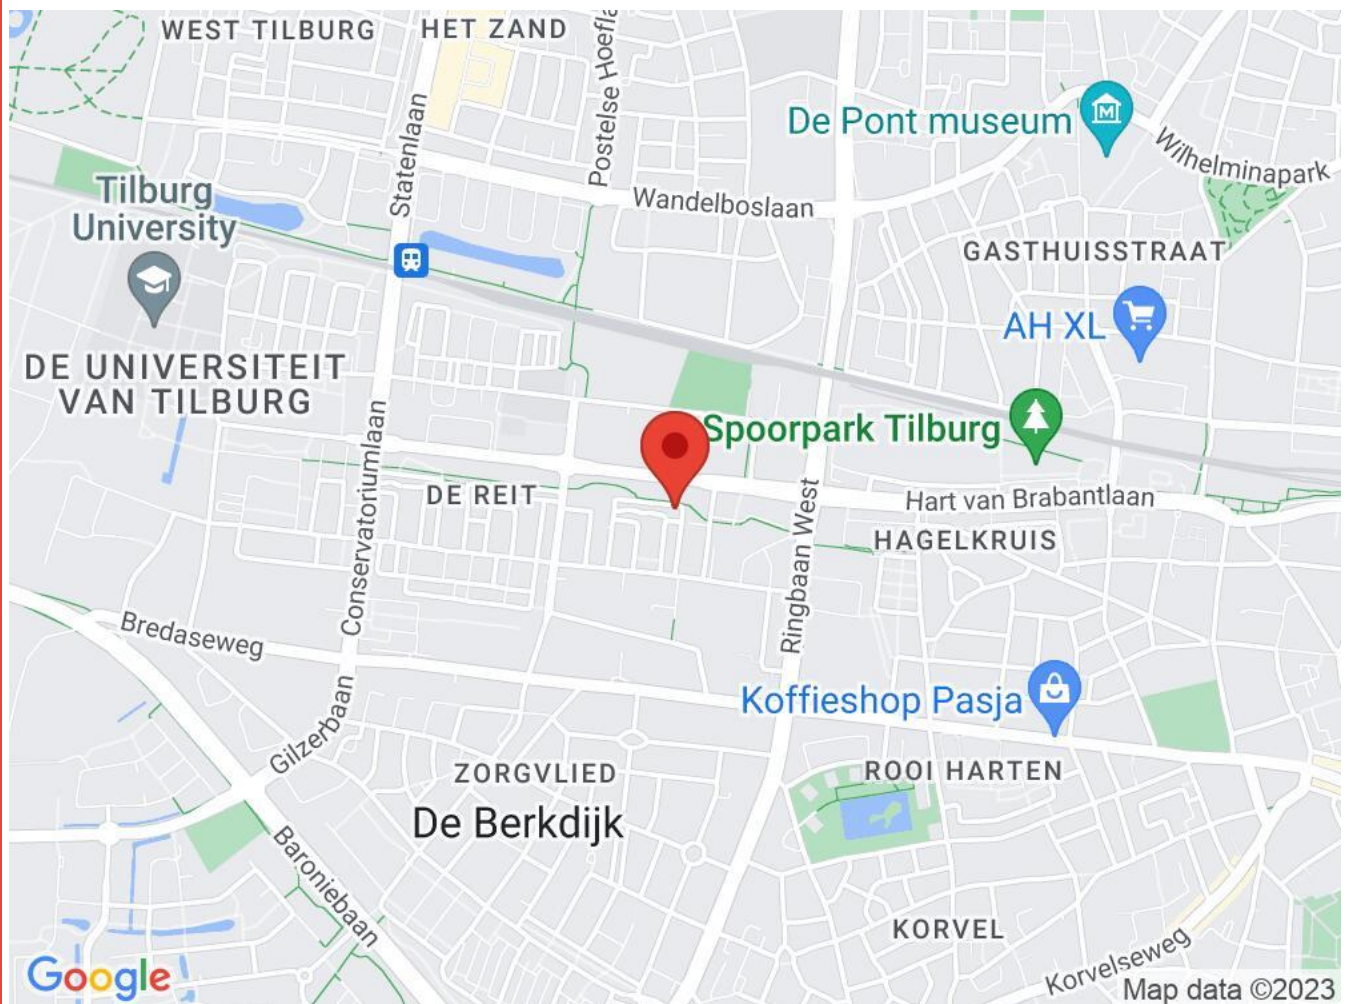 WEST TILBURG
HET ZAND
Postelse Hoefla
Statenlaan
De Pont museum
Wilhelminapark
Tilburg
University
Wandelboslaan
GASTHUISSTRAAT
AH XL
DE UNIVERSITEIT
VAN TILBURG
Spoorpark Tilburg
Conservatoriumlaan
DE REIT
Ringbaan West
Hart van Brabantlaan
HAGELKRUIS
Bredaseweg
Gilzerbaan
Koffieshop Pasja
ZORGVLIED
ROOI HARTEN
De Berkdijk
Baroniebaan
KORVEL
Korvelseweg
Google
Map data ©2023